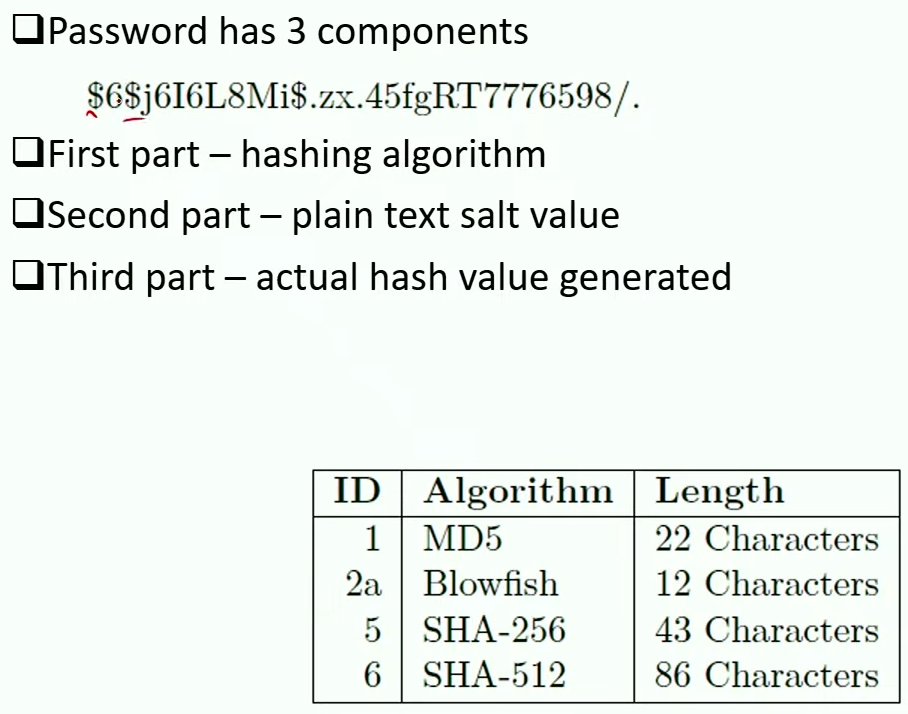 ❑Password has 3 components
$6$j6I6L8Mi$.zx.45fgRT7776598/.
❑First part – hashing algorithm
❑Second part – plain text salt value
❑Third part – actual hash value generated
ID Algorithm Length
1 MD5 22 Characters
2a Blowfish 12 Characters
5 SHA-256 43 Characters
6 SHA-512 86 Characters